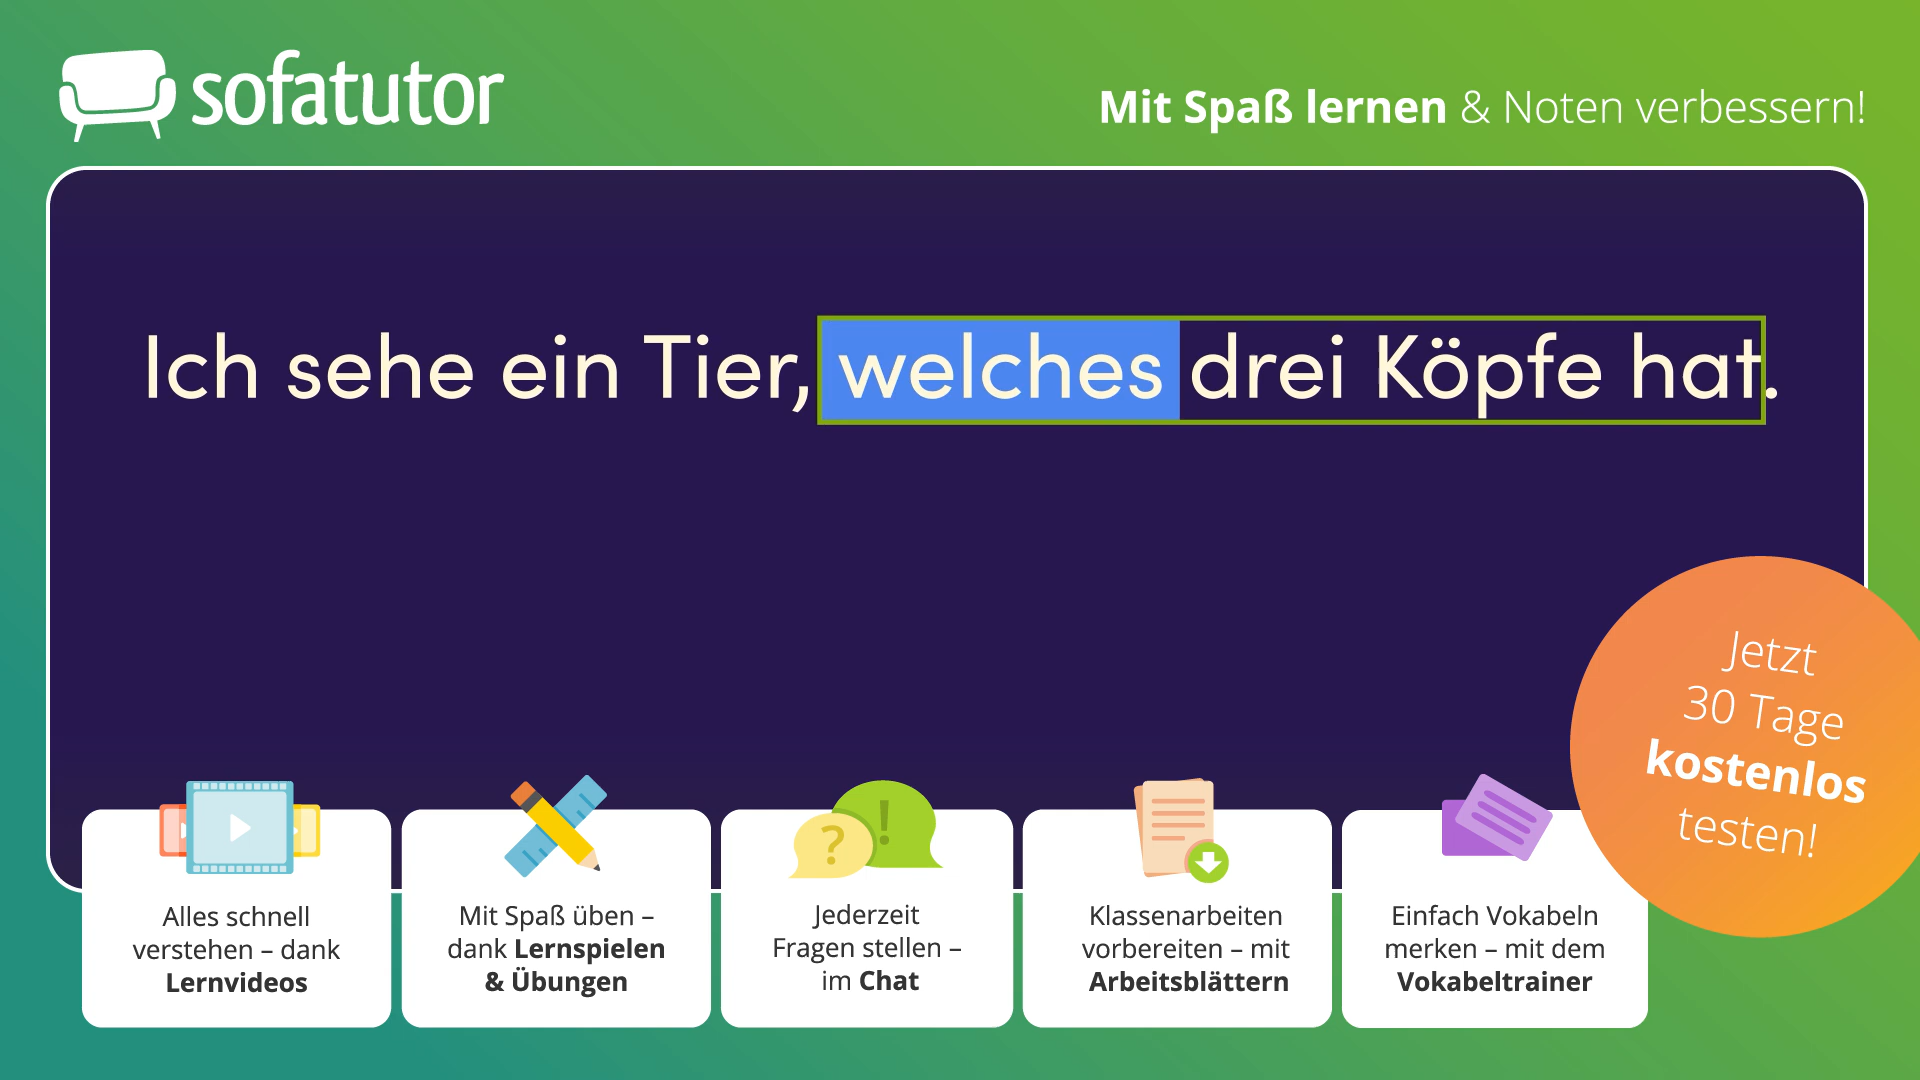 sofatutor
Mit Spaß lernen & Noten verbessern!
Ich sehe ein Tier, welches drei Köpfe hat.
Jetzt
30 Tage
kostenlos
testen!
?
!
Alles schnell
verstehen – dank
Lernvideos
Mit Spaß üben –
dank Lernspielen
& Übungen
Jederzeit
Fragen stellen –
im Chat
Klassenarbeiten
vorbereiten – mit
Arbeitsblättern
Einfach Vokabeln
merken – mit dem
Vokabeltrainer